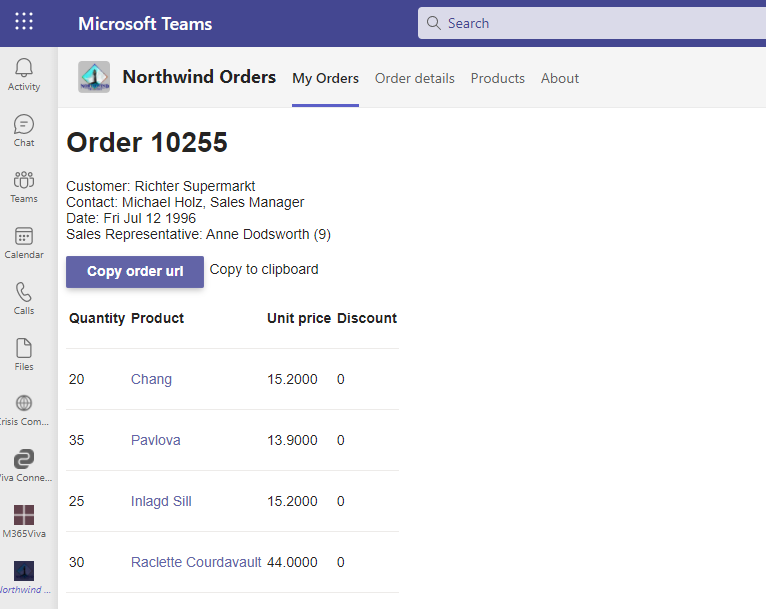 Microsoft Teams
Search
Activity
Chat
Teams
Calendar
Calls
Files
risis Com...
Viva Conne...
M365Viva
Northwind ...
Northwind Orders
My Orders Order details Products About
Order 10255
Customer: Richter Supermarkt
Contact: Michael Holz, Sales Manager
Date: Fri Jul 12 1996
Sales Representative: Anne Dodsworth (9)
Copy order url Copy to clipboard
Quantity Product Unit price Discount
20 Chang 15.2000 0
35 Pavlova 13.9000 0
25 Inlagd Sill 15.2000 0
30 Raclette Courdavault 44.0000 0